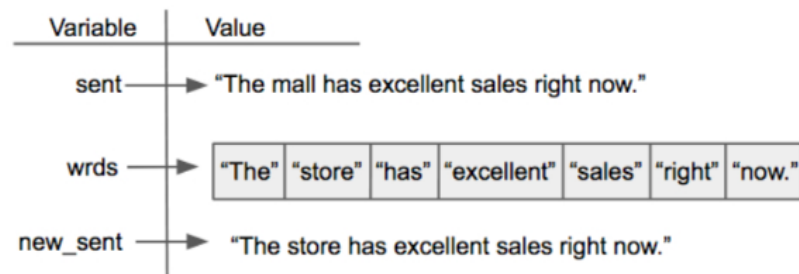 Variable Value
sent “The mall has excellent sales right now.”
wrds “The” “store” “has” “excellent” “sales” “right” “now.”
new_sent “The store has excellent sales right now.”